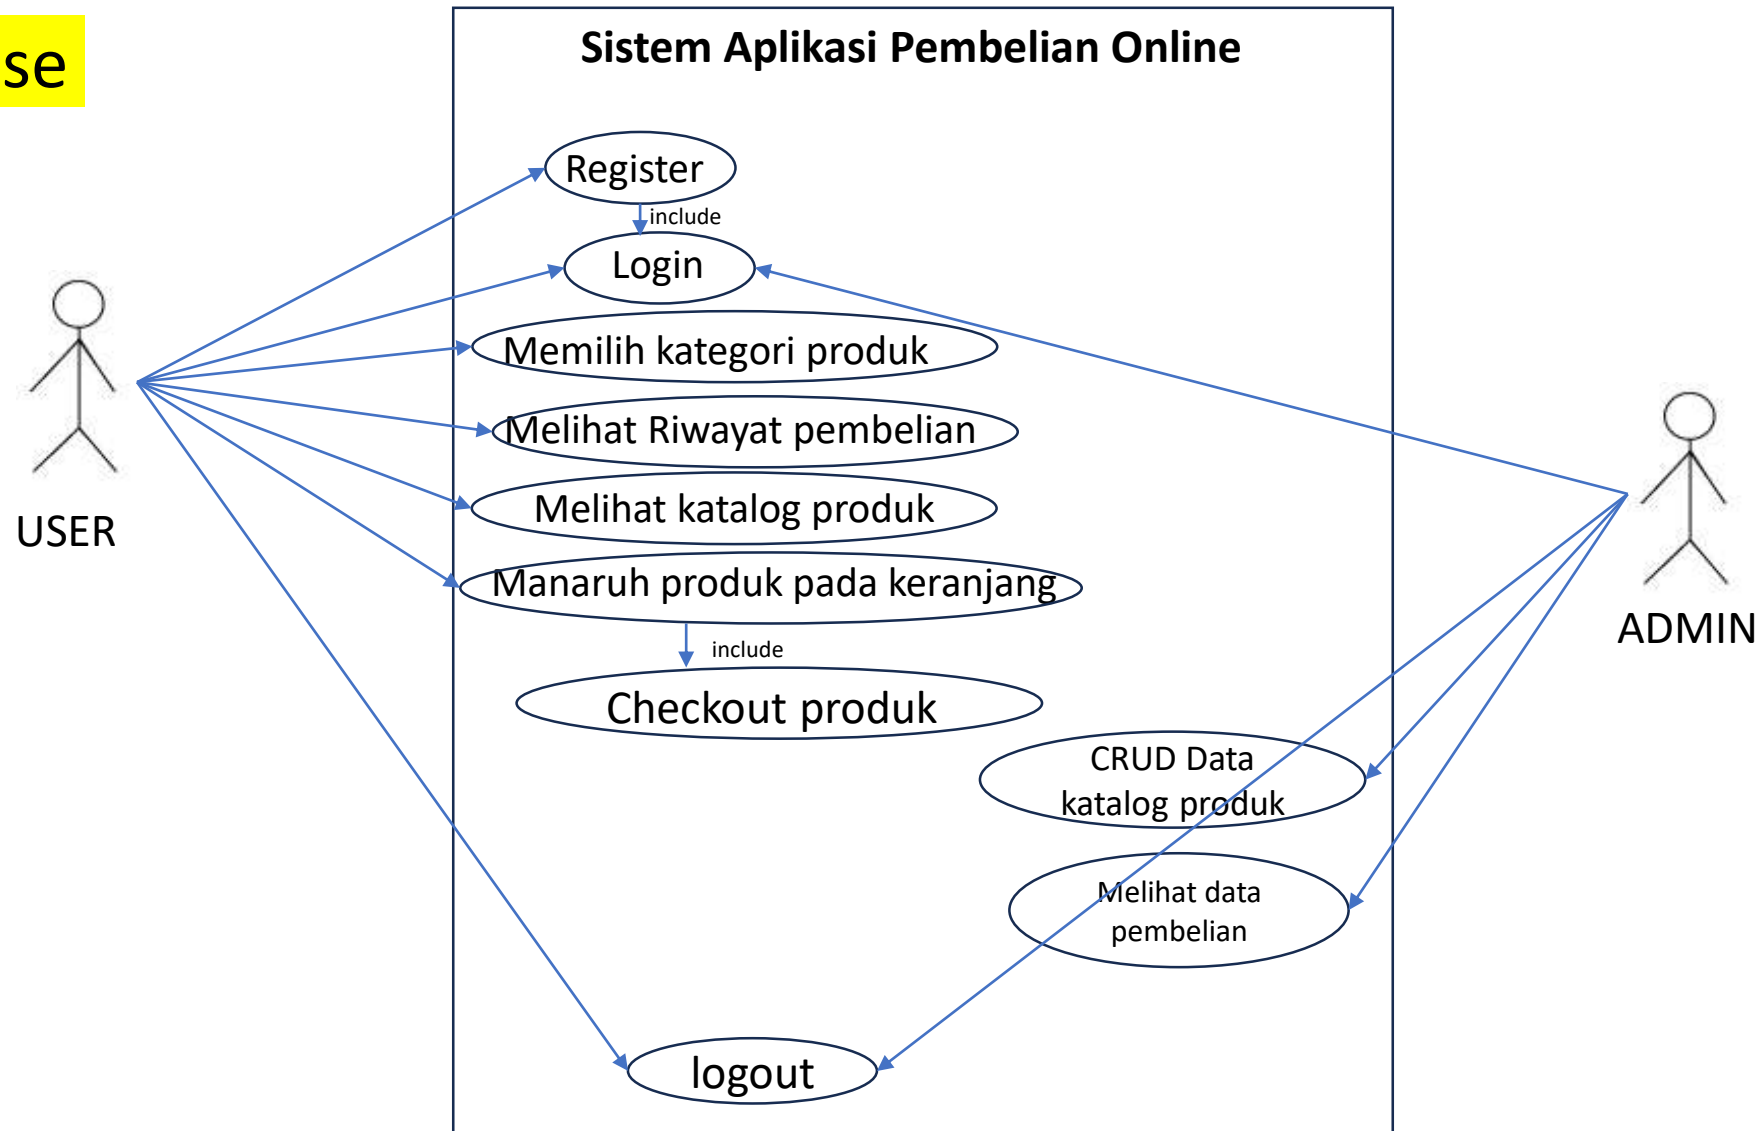 se
Sistem Aplikasi Pembelian Online
Register
include
Login
Memilih kategori produk
Melihat Riwayat pembelian
Melihat katalog produk
Manaruh produk pada keranjang
include
Checkout produk
USER
ADMIN
CRUD Data
katalog produk
Melihat data
pembelian
logout